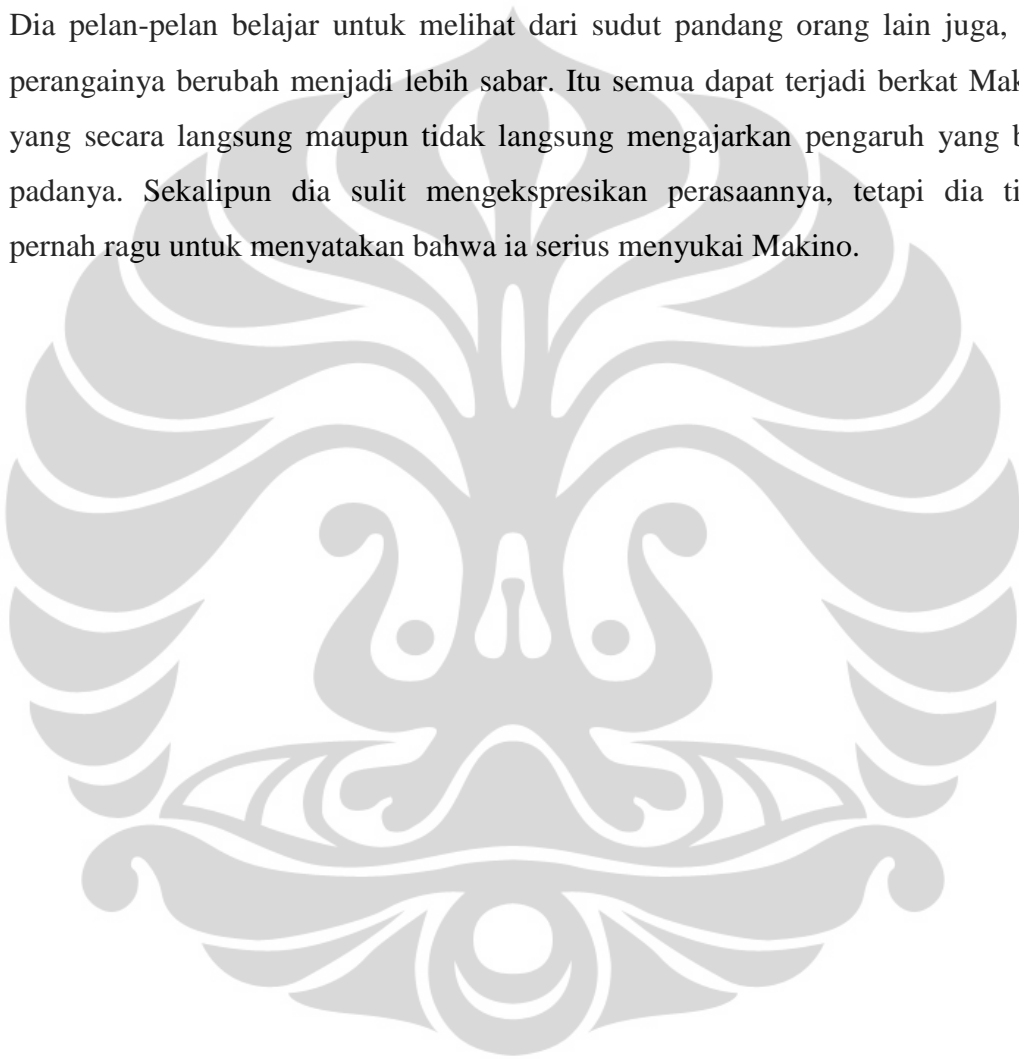 Dia pelan-pelan belajar untuk melihat dari sudut pandang orang lain juga,
perangainya berubah menjadi lebih sabar. Itu semua dapat terjadi berkat Mak
yang secara langsung maupun tidak langsung mengajarkan pengaruh yang b
padanya. Sekalipun dia sulit mengekspresikan perasaannya, tetapi dia ti
pernah ragu untuk menyatakan bahwa ia serius menyukai Makino.